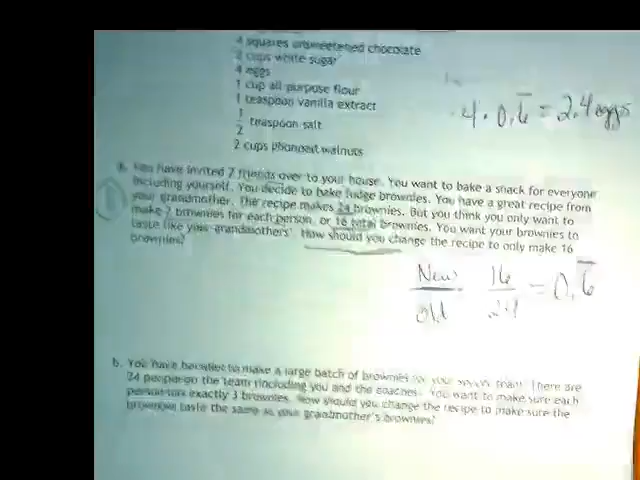 4 squares unsweetened chocolate
2 cups white sugar
4 eggs
1 cup all purpose flour
1 teaspoon vanilla extract
1/2 teaspoon salt
2 cups chopped walnuts
4 · 0.6̅ = 2.4 eggs
a. You have invited 7 friends over to your house. You want to bake a snack for everyone
including yourself. You decide to bake fudge brownies. You have a great recipe from
your grandmother. The recipe makes 24 brownies. But you think you only want to
make 2 brownies for each person, or 16 total brownies. You want your brownies to
taste like your grandmothers'. How should you change the recipe to only make 16
brownies?
New/old 16/24 = 0.6̅
b. You have to make a large batch of brownies for your team. There are
24 people on the team (including you and the coaches). You want to make sure each
person has exactly 3 brownies. How should you change the recipe to make sure the
brownies taste the same as your grandmother's brownies?